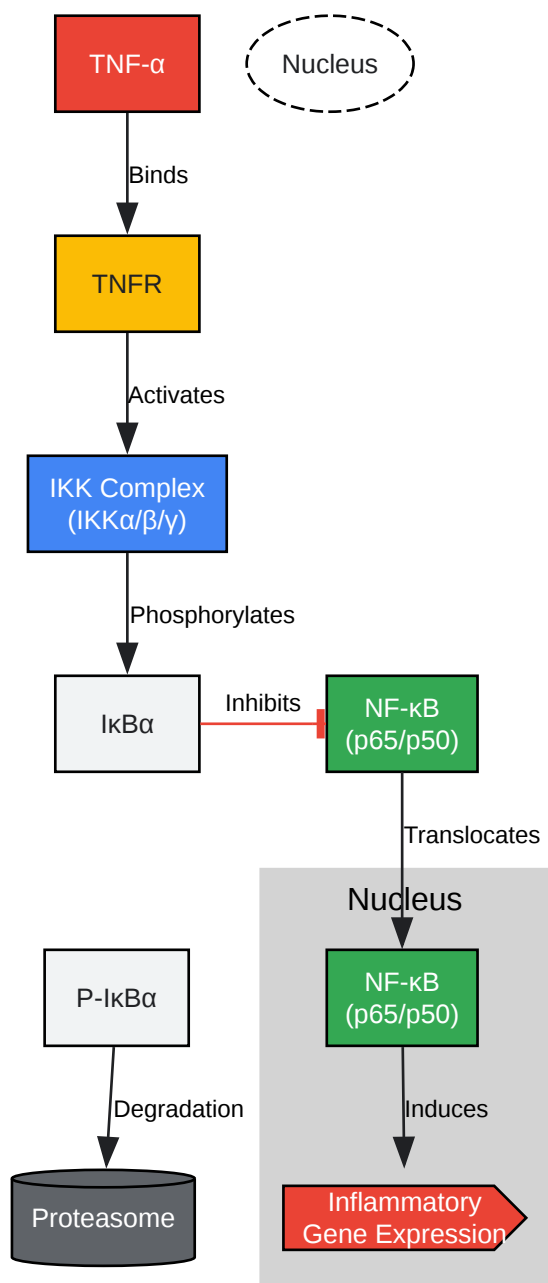 TNF-α
Nucleus
Binds
TNFR
Activates
IKK Complex
(IKKα/β/γ)
Phosphorylates
IκBα
Inhibits
NF-κB
(p65/p50)
Translocates
Nucleus
P-IκBα
NF-κB
(p65/p50)
Degradation
Induces
Proteasome
Inflammatory
Gene Expression